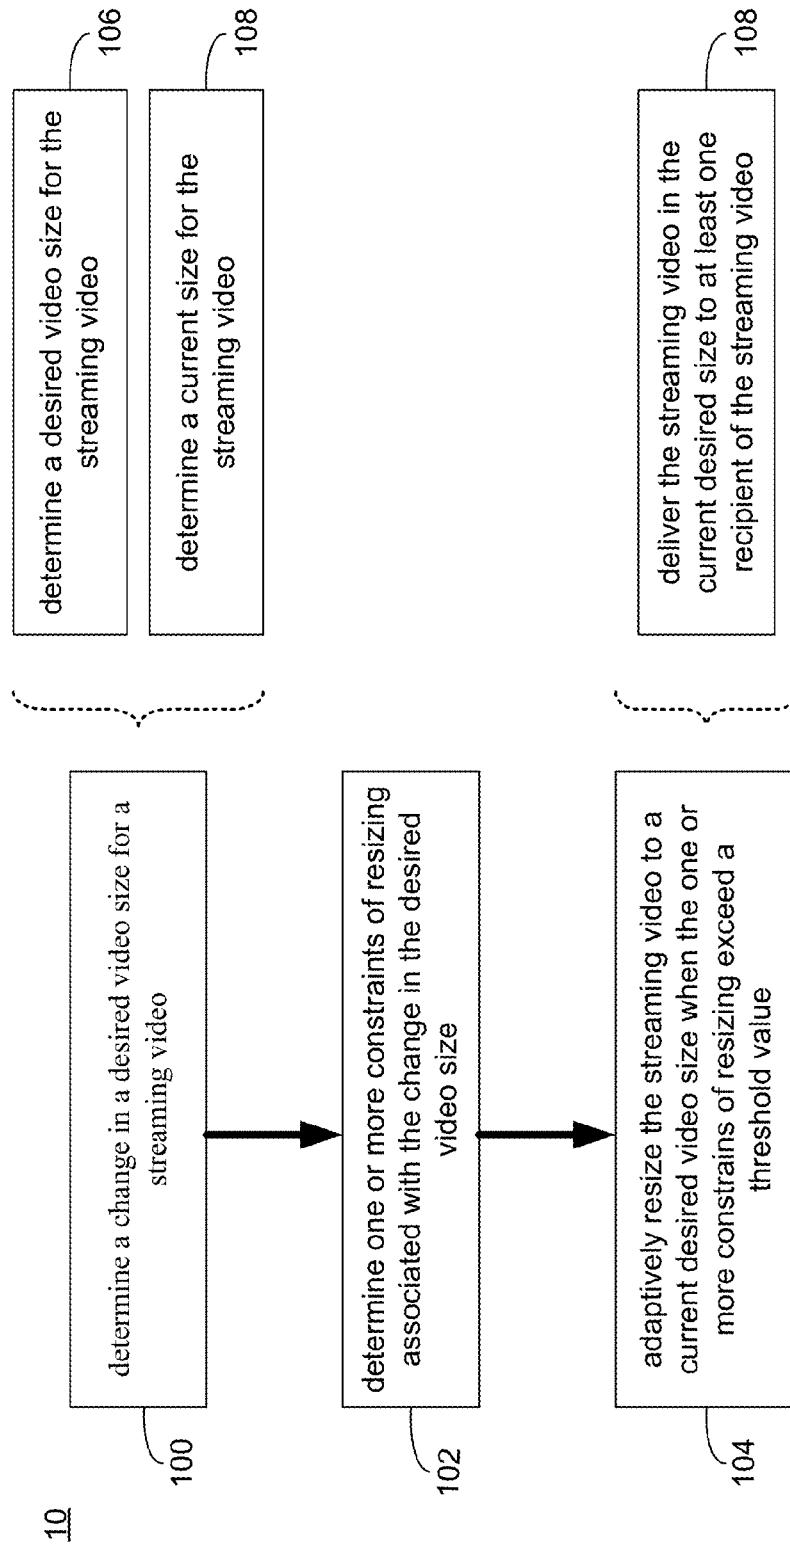 10
100
determine a change in a desired video size for a
streaming video
106
determine a desired video size for the
streaming video
108
determine a current size for the
streaming video
102
determine one or more constraints of resizing
associated with the change in the desired
video size
104
adaptively resize the streaming video to a
current desired video size when the one or
more constrains of resizing exceed a
threshold value
108
deliver the streaming video in the
current desired size to at least one
recipient of the streaming video